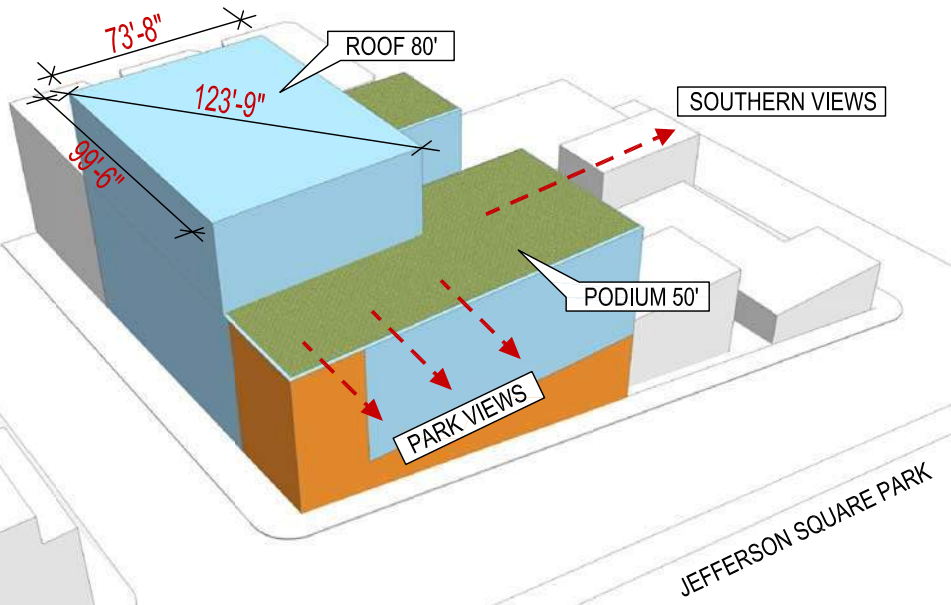 73'-8"
ROOF 80'
123'-9"
SOUTHERN VIEWS
99'-6"
PODIUM 50'
PARK VIEWS
JEFFERSON SQUARE PARK